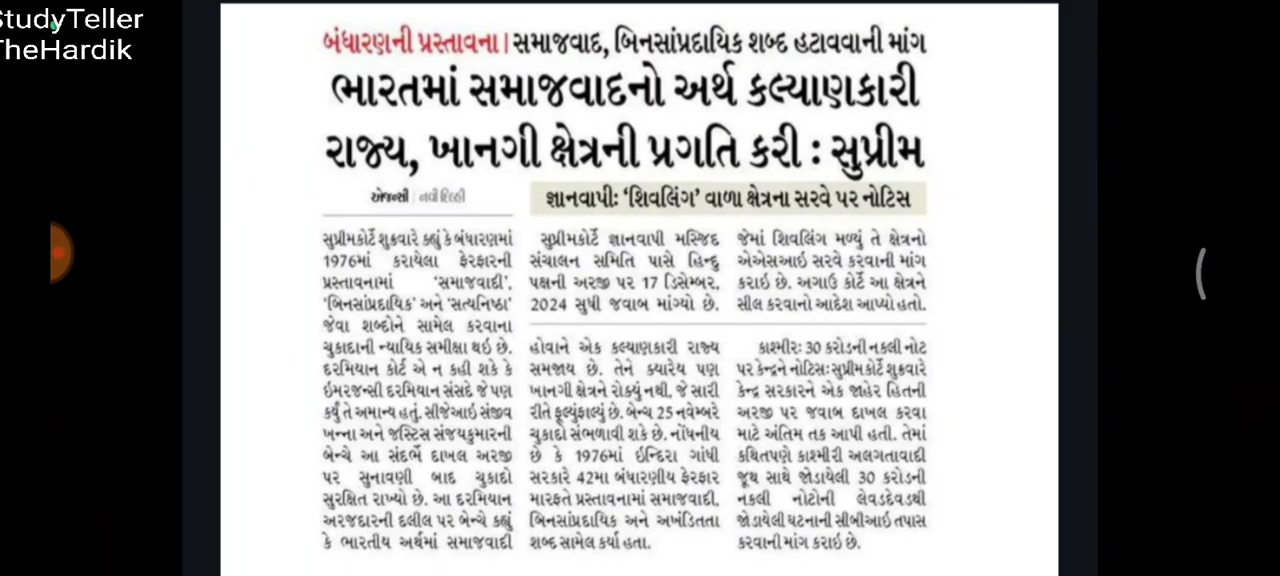 StudyTeller
TheHardik
બંધારણની પ્રસ્તાવના | સમાજવાદ, બિનસાંપ્રદાયિક શબ્દ હટાવવાની માંગ
ભારતમાં સમાજવાદનો અર્થ કલ્યાણકારી
રાજ્ય, ખાનગી ક્ષેત્રની પ્રગતિ કરી : સુપ્રીમ
એજન્સી | નવી દિલ્હી
સુપ્રીમકોર્ટે શુક્રવારે કહ્યું કે બંધારણમાં
1976માં કરાયેલા ફેરફારની
પ્રસ્તાવનામાં ‘સમાજવાદી’,
‘બિનસાંપ્રદાયિક’ અને ‘સત્યનિષ્ઠા’
જેવા શબ્દોને સામેલ કરવાના
ચુકાદાની ન્યાયિક સમીક્ષા થઇ છે.
દરમિયાન કોર્ટ એ ન કહી શકે કે
ઇમરજન્સી દરમિયાન સંસદે જે પણ
કર્યું તે અમાન્ય હતું. સીજેઆઇ સંજીવ
ખન્ના અને જસ્ટિસ સંજયકુમારની
બેન્ચે આ સંદર્ભે દાખલ અરજી
પર સુનાવણી બાદ ચુકાદો
સુરક્ષિત રાખ્યો છે. આ દરમિયાન
અરજદારની દલીલ પર બેન્ચે કહ્યું
કે ભારતીય અર્થમાં સમાજવાદી
જ્ઞાનવાપી: ‘શિવલિંગ’ વાળા ક્ષેત્રના સરવે પર નોટિસ
સુપ્રીમકોર્ટે જ્ઞાનવાપી મસ્જિદ
સંચાલન સમિતિ પાસે હિન્દુ
પક્ષની અરજી પર 17 ડિસેમ્બર,
2024 સુધી જવાબ માંગ્યો છે.
જેમાં શિવલિંગ મળ્યું તે ક્ષેત્રનો
એએસઆઇ સરવે કરવાની માંગ
કરાઇ છે. અગાઉ કોર્ટે આ ક્ષેત્રને
સીલ કરવાનો આદેશ આપ્યો હતો.
હોવાને એક કલ્યાણકારી રાજ્ય
સમજાય છે. તેને ક્યારેય પણ
ખાનગી ક્ષેત્રને રોક્યું નથી, જે સારી
રીતે ફૂલ્યુંફાલ્યું છે. બેન્ચ 25 નવેમ્બરે
ચુકાદો સંભળાવી શકે છે. નોંધનીય
છે કે 1976માં ઇન્દિરા ગાંધી
સરકારે 42મા બંધારણીય ફેરફાર
મારફતે પ્રસ્તાવનામાં સમાજવાદી,
બિનસાંપ્રદાયિક અને અખંડિતતા
શબ્દ સામેલ કર્યા હતા.
કાશ્મીર: 30 કરોડની નકલી નોટ
પર કેન્દ્રને નોટિસ: સુપ્રીમકોર્ટે શુક્રવારે
કેન્દ્ર સરકારને એક જાહેર હિતની
અરજી પર જવાબ દાખલ કરવા
માટે અંતિમ તક આપી હતી. તેમાં
કથિતપણે કાશ્મીરી અલગતાવાદી
જૂથ સાથે જોડાયેલી 30 કરોડની
નકલી નોટોની લેવડદેવડથી
જોડાયેલી ઘટનાની સીબીઆઇ તપાસ
કરવાની માંગ કરાઇ છે.